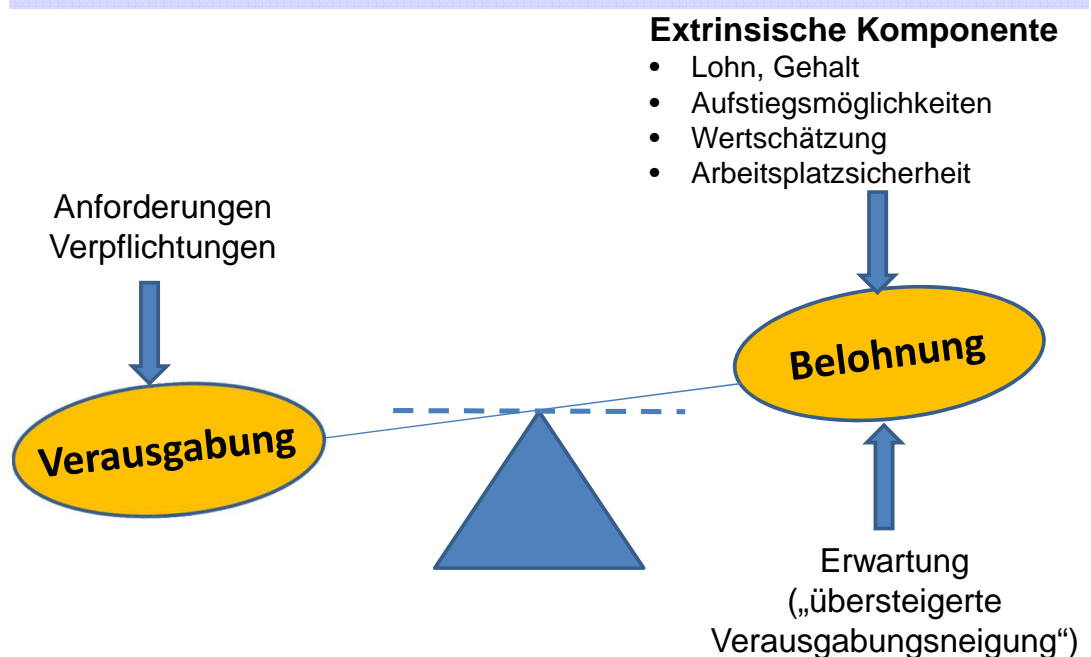 Extrinsische Komponente
• Lohn, Gehalt
• Aufstiegsmöglichkeiten
• Wertschätzung
• Arbeitsplatzsicherheit
Anforderungen
Verpflichtungen
Belohnung
Verausgabung
Erwartung
(„übersteigerte
Verausgabungsneigung“)